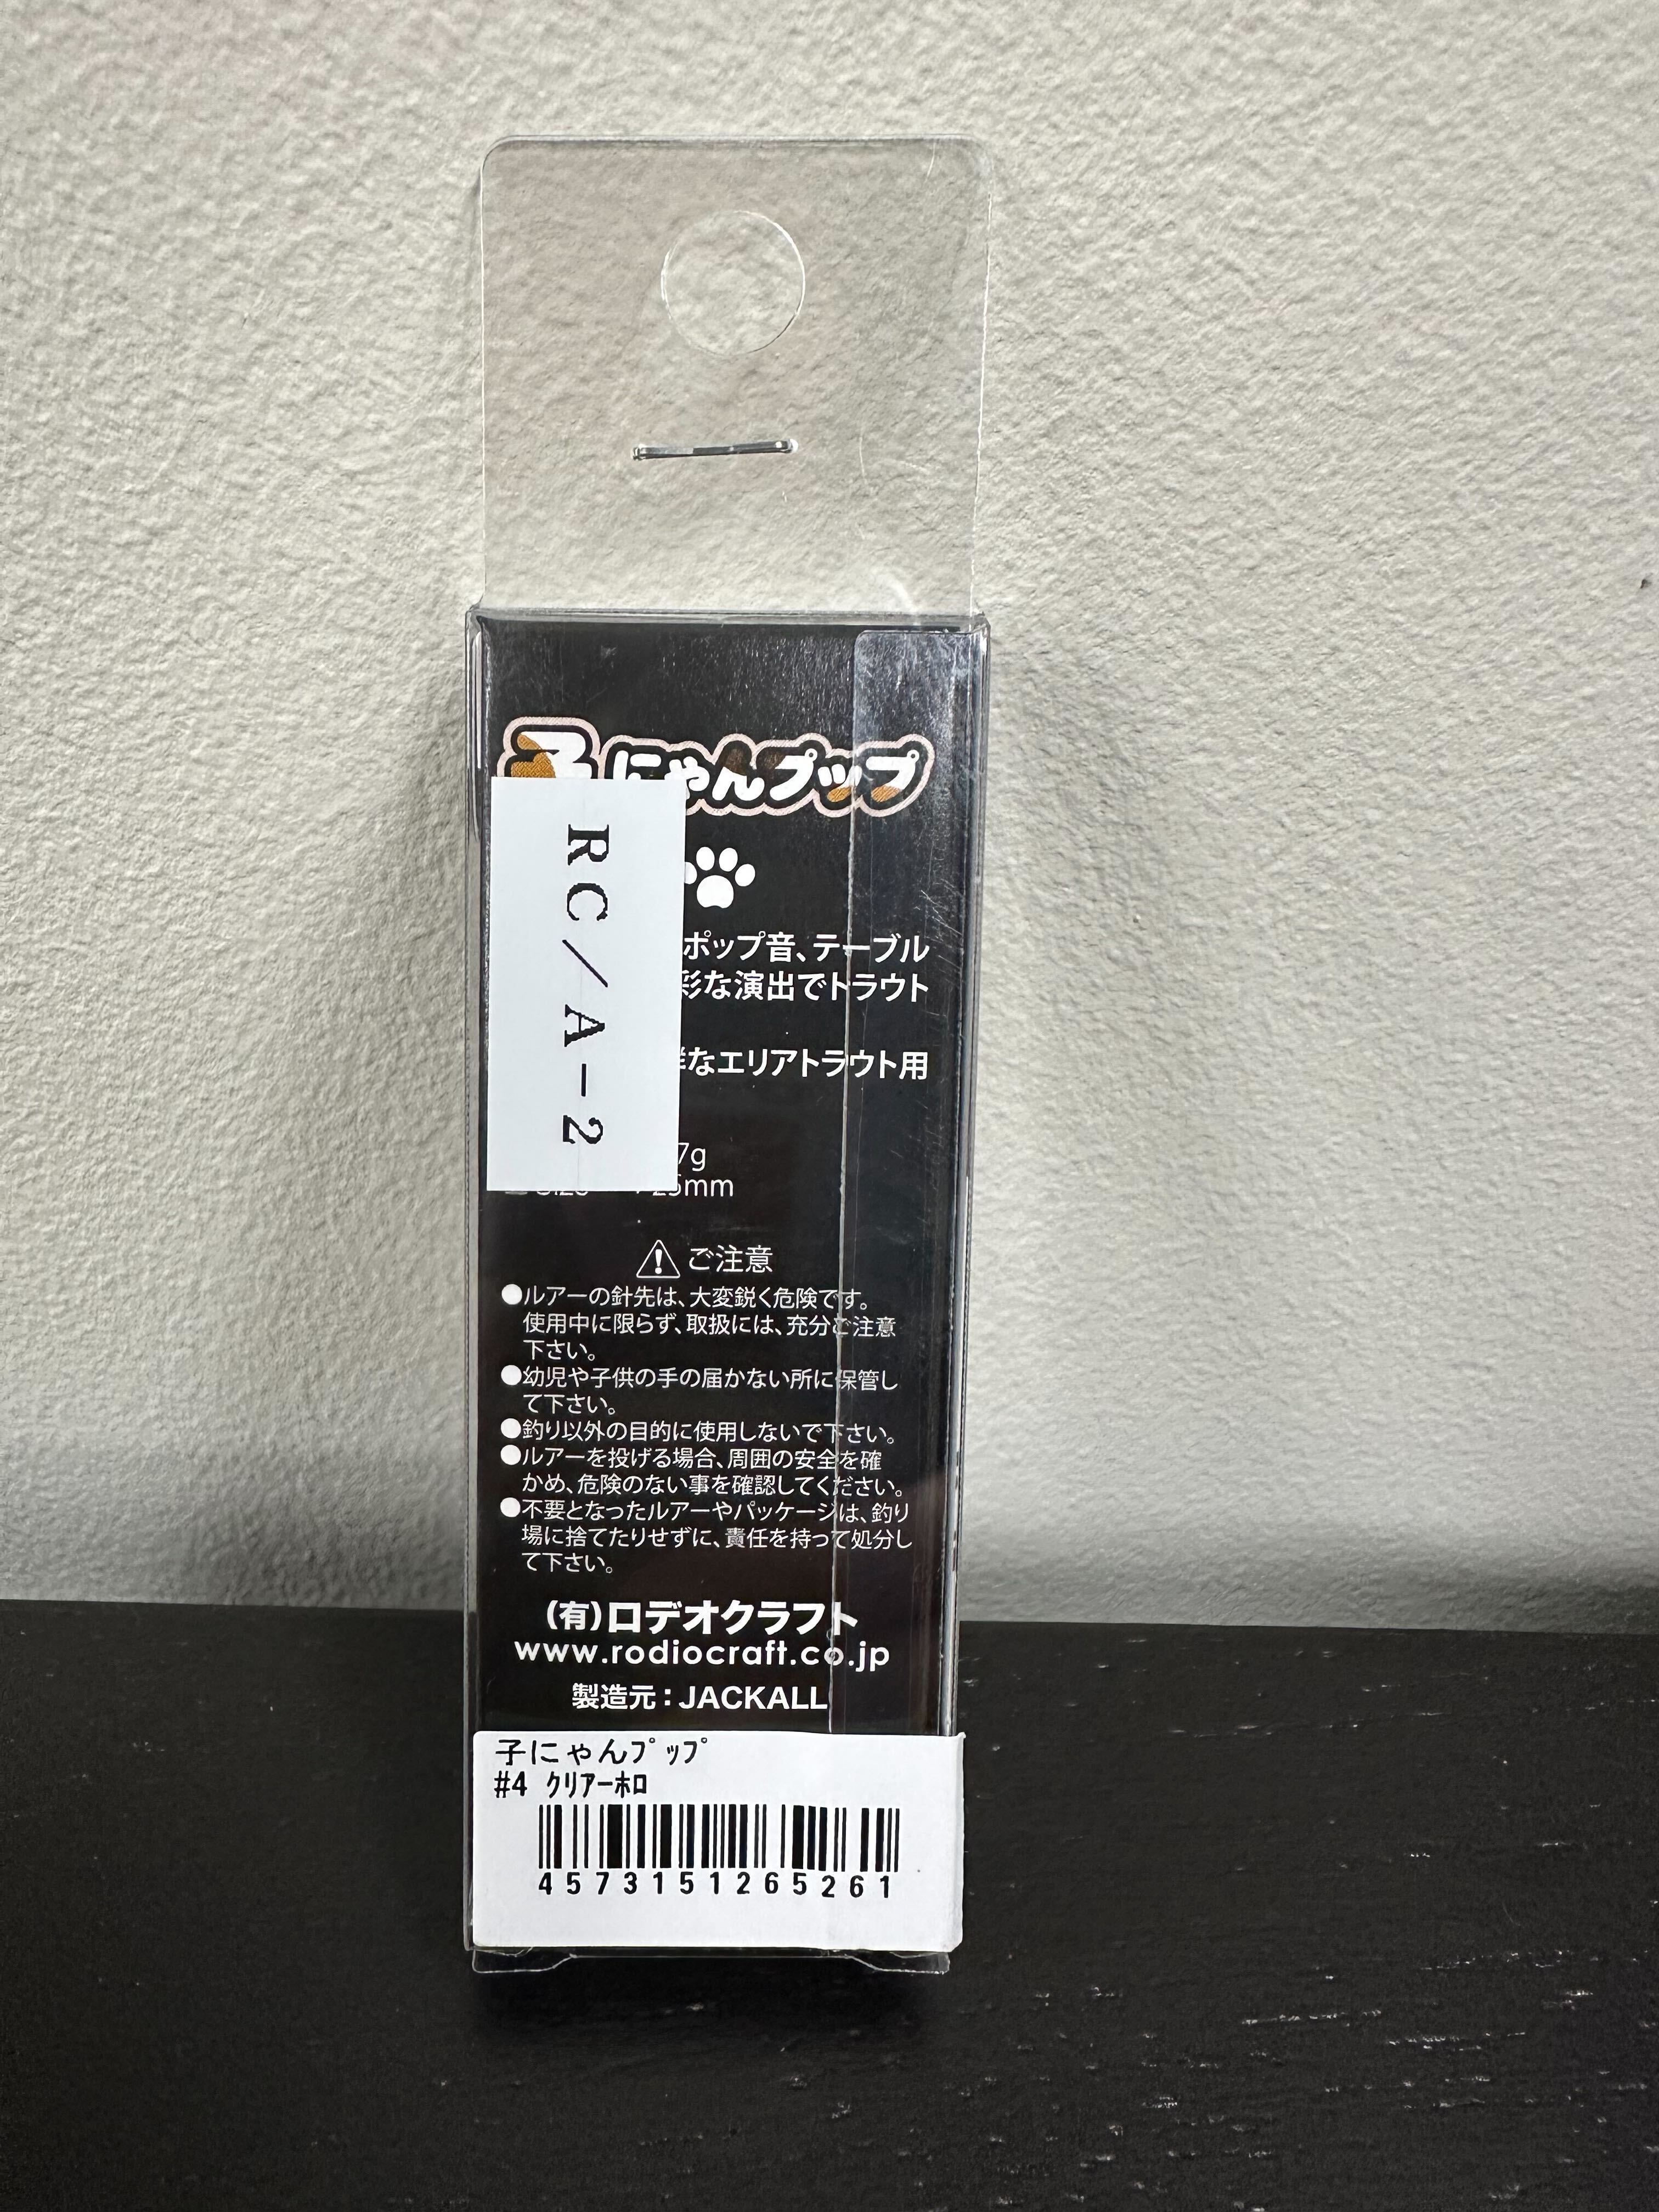 子にゃんプップ
RC/A-2
ポップ音、テーブル
彩な演出でトラウト
なエリアトラウト用
7g
25mm
ご注意
●ルアーの針先は、大変鋭く危険です。
使用中に限らず、取扱には、充分ご注意
下さい。
●幼児や子供の手の届かない所に保管し
て下さい。
●釣り以外の目的に使用しないで下さい。
●ルアーを投げる場合、周囲の安全を確
かめ、危険のない事を確認してください。
●不要となったルアーやパッケージは、釣り
場に捨てたりせずに、責任を持って処分し
て下さい。
(有)ロデオクラフト
www.rodiocraft.co.jp
製造元:JACKALL
子にゃんプップ
#4 クリアーホロ
4573151265261